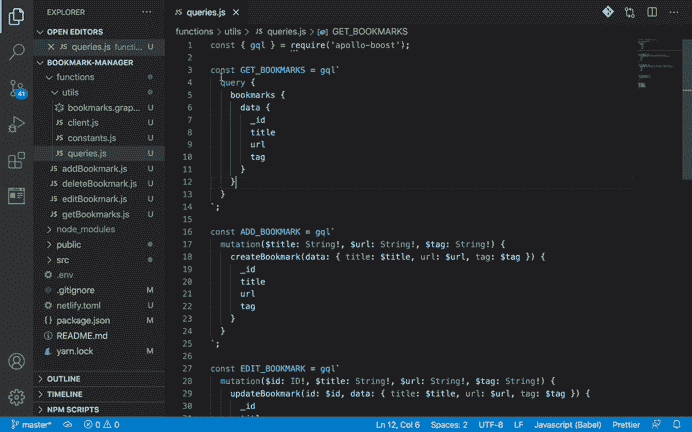 EXPLORER
queries.js
OPEN EDITORS
JS queries.js functions... U
BOOKMARK-MANAGER
functions
utils
bookmarks.grap... U
JS client.js U
JS constants.js U
JS queries.js U
JS addBookmark.js U
JS deleteBookmark.js U
JS editBookmark.js U
JS getBookmarks.js U
node_modules
public
src
.env
.gitignore M
netlify.toml U
package.json M
README.md
yarn.lock M
OUTLINE
TIMELINE
NPM SCRIPTS
41
functions > utils > JS queries.js > GET_BOOKMARKS
1 const { gql } = require('apollo-boost');
2
3 const GET_BOOKMARKS = gql`
4 query {
5 bookmarks {
6 data {
7 _id
8 title
9 url
10 tag
11 }
12 }
13 }
14 `;
15
16 const ADD_BOOKMARK = gql`
17 mutation($title: String!, $url: String!, $tag: String!) {
18 createBookmark(data: { title: $title, url: $url, tag: $tag }) {
19 _id
20 title
21 url
22 tag
23 }
24 }
25 `;
26
27 const EDIT_BOOKMARK = gql`
28 mutation($id: ID!, $title: String!, $url: String!, $tag: String!) {
29 updateBookmark(id: $id, data: { title: $title, url: $url, tag: $tag }) {
30 _id
master* 0 0 Ln 12, Col 6 Spaces: 2 UTF-8 LF Javascript (Babel) Prettier